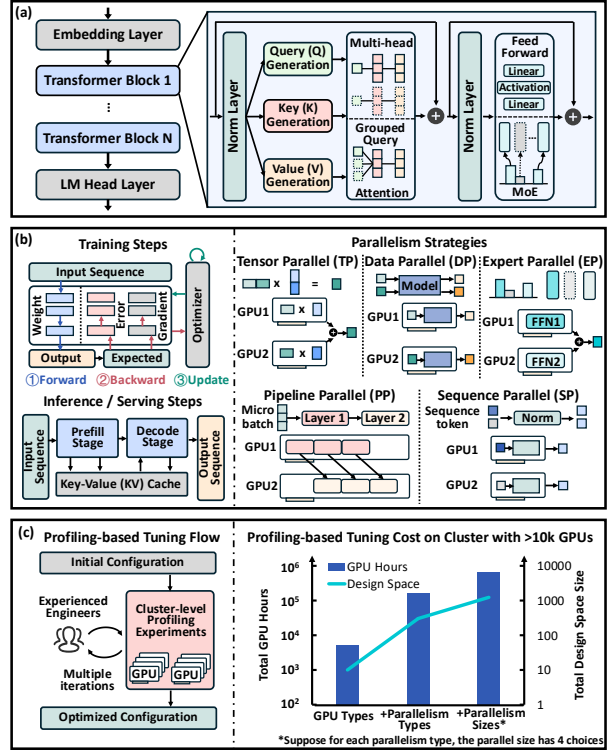 (a)
Embedding Layer
Transformer Block 1
⋮
Transformer Block N
LM Head Layer
Norm Layer
Query (Q)
Generation
Key (K)
Generation
Value (V)
Generation
Multi-head
Grouped
Query
Attention
+
Norm Layer
Feed
Forward
Linear
Activation
Linear
...
MoE
+
(b)
Training Steps
Input Sequence
Weight
Error
Gradient
Optimizer
Output
Expected
①Forward
②Backward
③Update
Inference / Serving Steps
Input
Sequence
Prefill
Stage
Decode
Stage
Key-Value (KV) Cache
Output
Sequence
Parallelism Strategies
Tensor Parallel (TP)
x
=
GPU1
x
GPU2
x
+
Data Parallel (DP)
Model
GPU1
GPU2
Expert Parallel (EP)
GPU1
FFN1
GPU2
FFN2
+
Pipeline Parallel (PP)
Micro
batch
Layer 1
Layer 2
GPU1
GPU2
Sequence Parallel (SP)
Sequence
token
Norm
GPU1
GPU2
(c)
Profiling-based Tuning Flow
Initial Configuration
Experienced
Engineers
Multiple
iterations
Cluster-level
Profiling
Experiments
GPU
GPU
Optimized Configuration
Profiling-based Tuning Cost on Cluster with >10k GPUs
Total GPU Hours
10⁶
10⁵
10⁴
10³
10²
GPU Hours
Design Space
10000
1000
100
10
1
Total Design Space Size
GPU Types
+Parallelism
Types
+Parallelism
Sizes*
*Suppose for each parallelism type, the parallel size has 4 choices